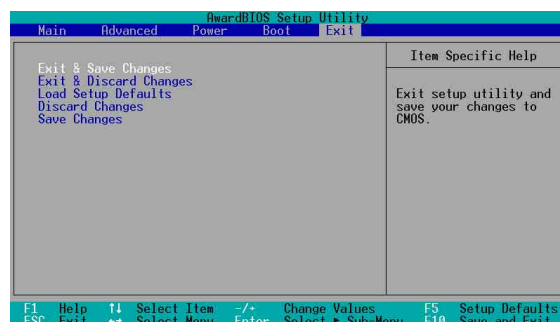 AwardBIOS Setup Utility
Main Advanced Power Boot Exit
Exit & Save Changes
Exit & Discard Changes
Load Setup Defaults
Discard Changes
Save Changes
Item Specific Help
Exit setup utility and
save your changes to
CMOS.
F1 Help ↑↓ Select Item -/+ Change Values F5 Setup Defaults
ESC Exit ←→ Select Menu Enter Select ► Sub-Menu F10 Save and Exit